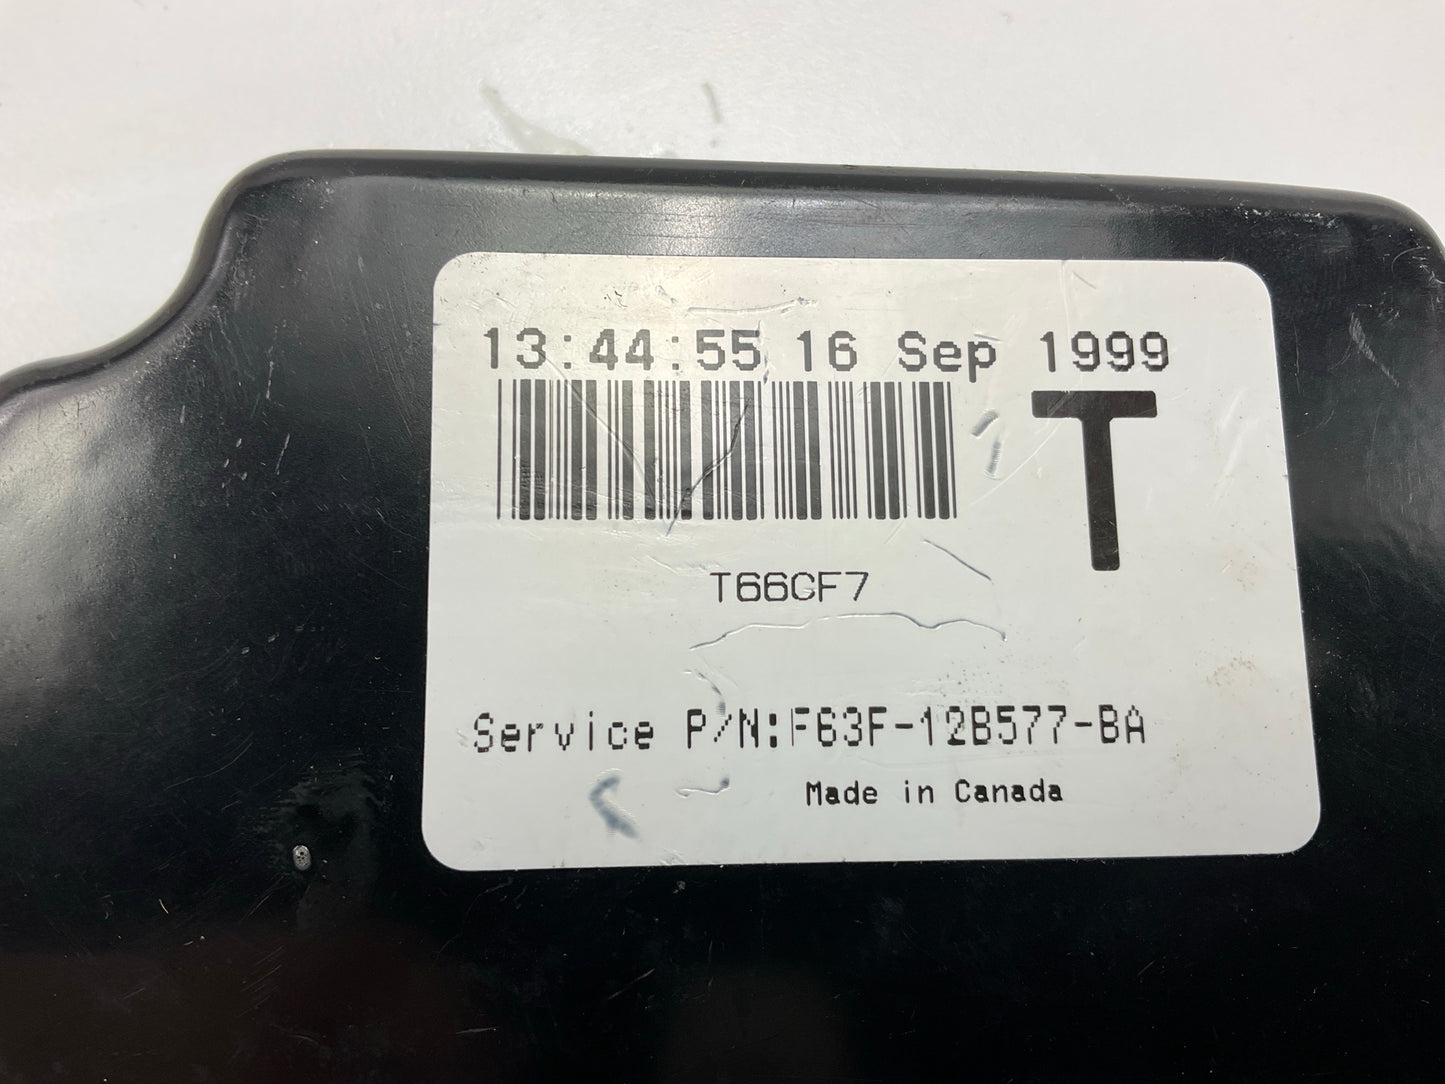 13:44:55 16 Sep 1999
T
T66CF7
Service P/N:F63F-12B577-BA
Made in Canada